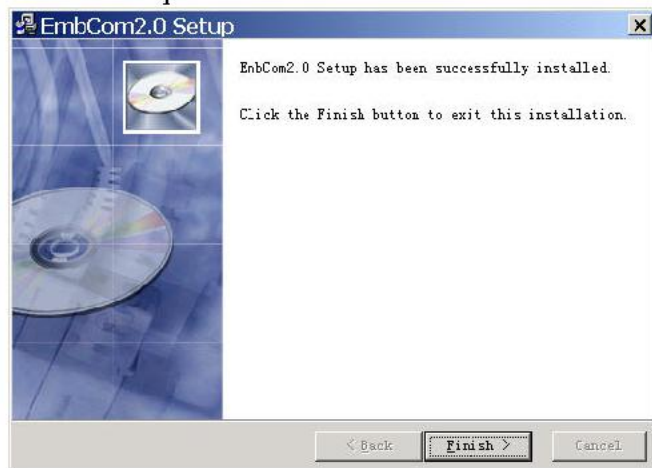 EmbCom2.0 Setup
EmbCom2.0 Setup has been successfully installed.
Click the Finish button to exit this installation.
< Back
Finish >
Cancel